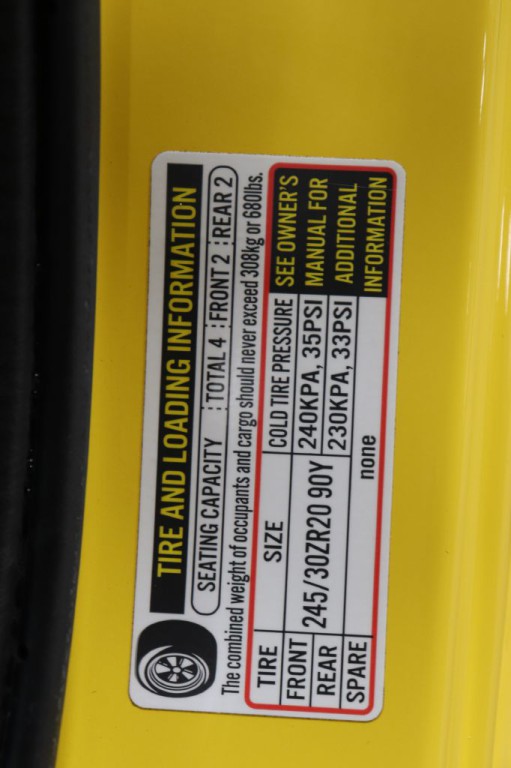 TIRE AND LOADING INFORMATION
SEATING CAPACITY TOTAL 4 FRONT 2 REAR 2
The combined weight of occupants and cargo should never exceed 308kg or 680lbs.
TIRE SIZE COLD TIRE PRESSURE SEE OWNER'S
FRONT 245/30ZR20 90Y 240KPA, 35PSI MANUAL FOR
REAR 230KPA, 33PSI ADDITIONAL
SPARE none INFORMATION